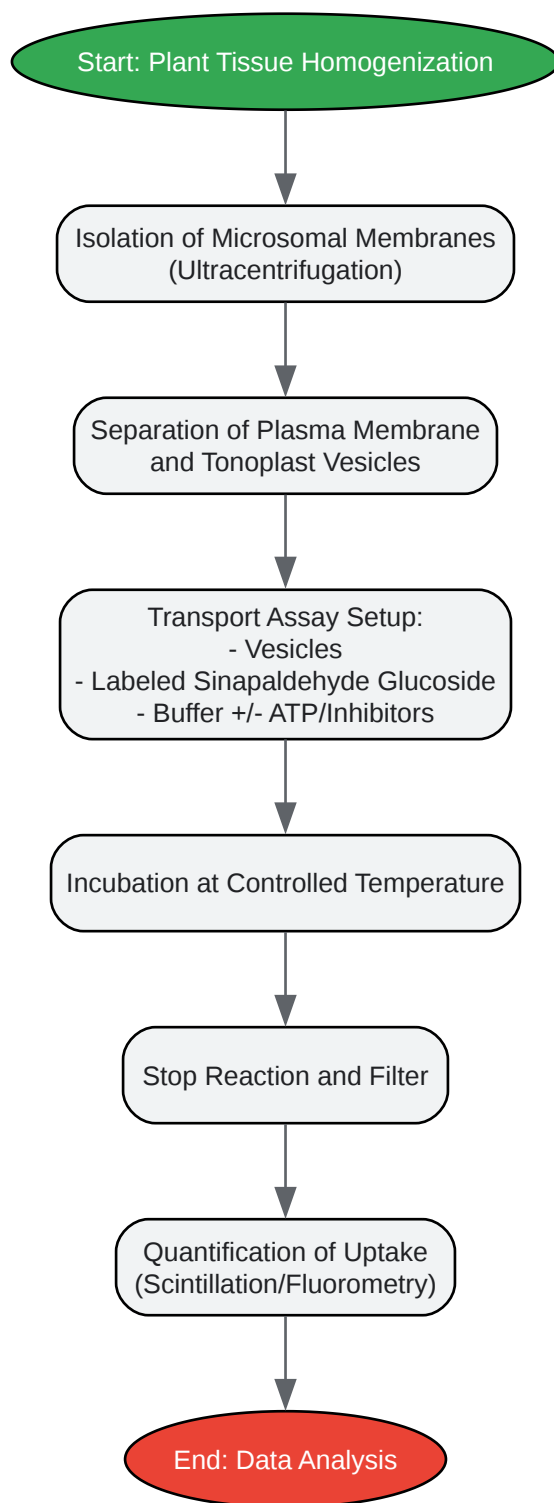 Start: Plant Tissue Homogenization
Isolation of Microsomal Membranes
(Ultracentrifugation)
Separation of Plasma Membrane
and Tonoplast Vesicles
Transport Assay Setup:
- Vesicles
- Labeled Sinapaldehyde Glucoside
- Buffer +/- ATP/Inhibitors
Incubation at Controlled Temperature
Stop Reaction and Filter
Quantification of Uptake
(Scintillation/Fluorometry)
End: Data Analysis